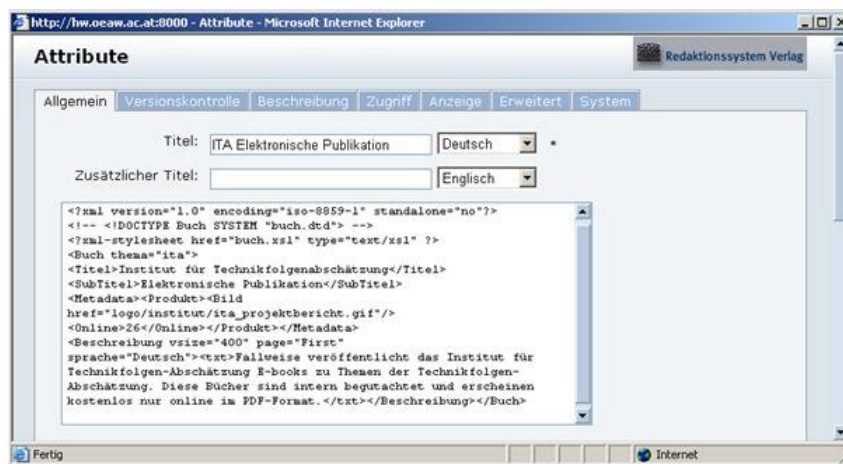 http://hw.oeaw.ac.at:8000 - Attribute - Microsoft Internet Explorer
Attribute
Redaktionssystem Verlag
Allgemein Versionskontrolle Beschreibung Zugriff Anzeige Erweitert System
Titel: ITA Elektronische Publikation Deutsch *
Zusätzlicher Titel: Englisch
<?xml version="1.0" encoding="iso-8859-1" standalone="no"?>
<!-- <!DOCTYPE Buch SYSTEM "buch.dtd"> -->
<?xml-stylesheet href="buch.xsl" type="text/xsl" ?>
<Buch thema="ita">
<Titel>Institut für Technikfolgenabschätzung</Titel>
<SubTitel>Elektronische Publikation</SubTitel>
<Metadata><Produkt><Bild
href="logo/institut/ita_projektbericht.gif"/>
<Online>26</Online></Produkt></Metadata>
<Beschreibung vsize="400" page="First"
sprache="Deutsch"><txt>Fallweise veröffentlicht das Institut für
Technikfolgen-Abschätzung E-books zu Themen der Technikfolgen-
Abschätzung. Diese Bücher sind intern begutachtet und erscheinen
kostenlos nur online im PDF-Format.</txt></Beschreibung></Buch>
Fertig Internet